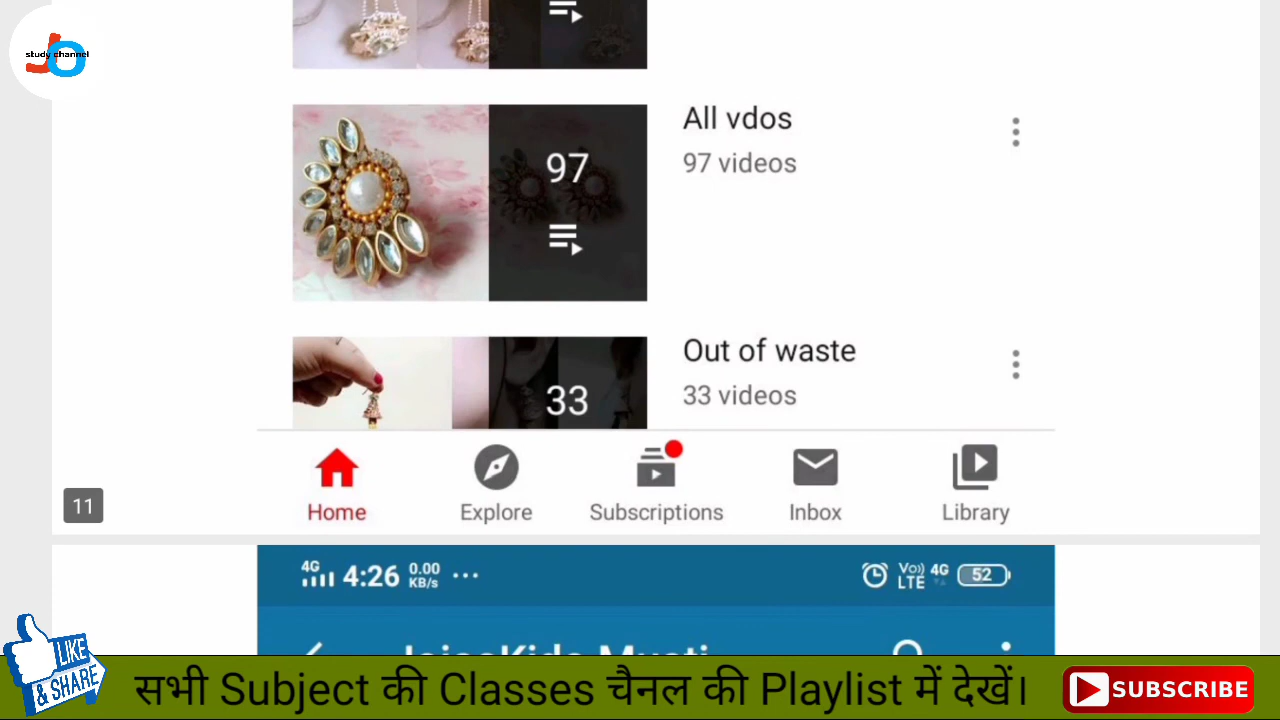 study channel
All vdos
97
97 videos
Out of waste
33
33 videos
Home
Explore
Subscriptions
Inbox
Library
11
4G 4:26 0.00 KB/s ...
Vo)) LTE 4G 52
LIKE
& SHARE
सभी Subject की Classes चैनल की Playlist में देखें।
SUBSCRIBE